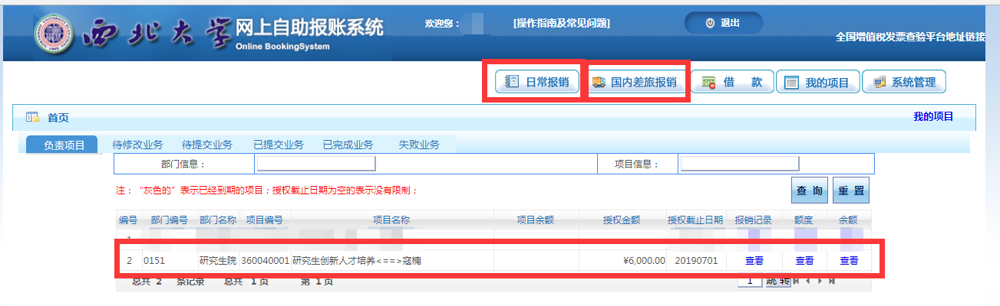 西北大学 网上自助报账系统
Online BookingSystem
欢迎您： [操作指南及常见问题] 退出
全国增值税发票查验平台地址链接
日常报销 国内差旅报销 借 款 我的项目 系统管理
首页 我的项目
负责项目 待修改业务 待提交业务 已提交业务 已完成业务 失败业务
部门信息： 项目信息：
注：“灰色的”表示已经到期的项目；授权截止日期为空的表示没有限制； 查 询 重 置
编号 部门编号 部门名称 项目编号 项目名称 项目余额 授权金额 授权截止日期 报销记录 额度 余额
2 0151 研究生院 360040001 研究生创新人才培养<==>寇楠 ¥6,000.00 20190701 查看 查看 查看
总共 2 条记录 总共 1 页 第 1 页 1 跳 转